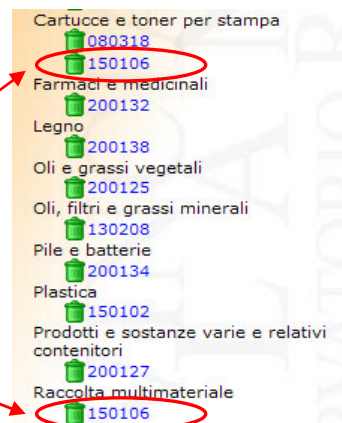 Cartucce e toner per stampa
080318
150106
Farmaci e medicinali
200132
Legno
200138
Oli e grassi vegetali
200125
Oli, filtri e grassi minerali
130208
Pile e batterie
200134
Plastica
150102
Prodotti e sostanze varie e relativi
contenitori
200127
Raccolta multimateriale
150106